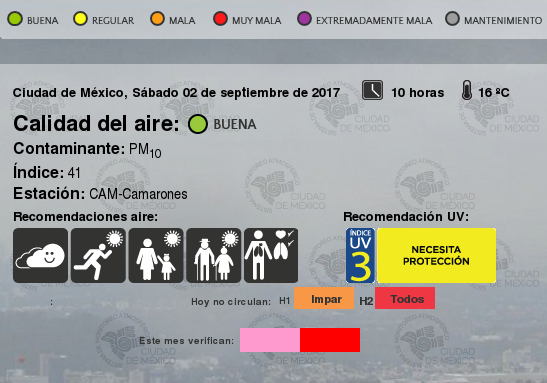 BUENA REGULAR MALA MUY MALA EXTREMADAMENTE MALA MANTENIMIENTO
Ciudad de México, Sábado 02 de septiembre de 2017 10 horas 16 ºC
Calidad del aire: BUENA
Contaminante: PM10
Índice: 41
Estación: CAM-Camarones
Recomendaciones aire: Recomendación UV:
ÍNDICE
UV
3
NECESITA
PROTECCIÓN
: Hoy no circulan: H1 Impar H2 Todos
Este mes verifican:
CIUDAD
DE MÉXICO